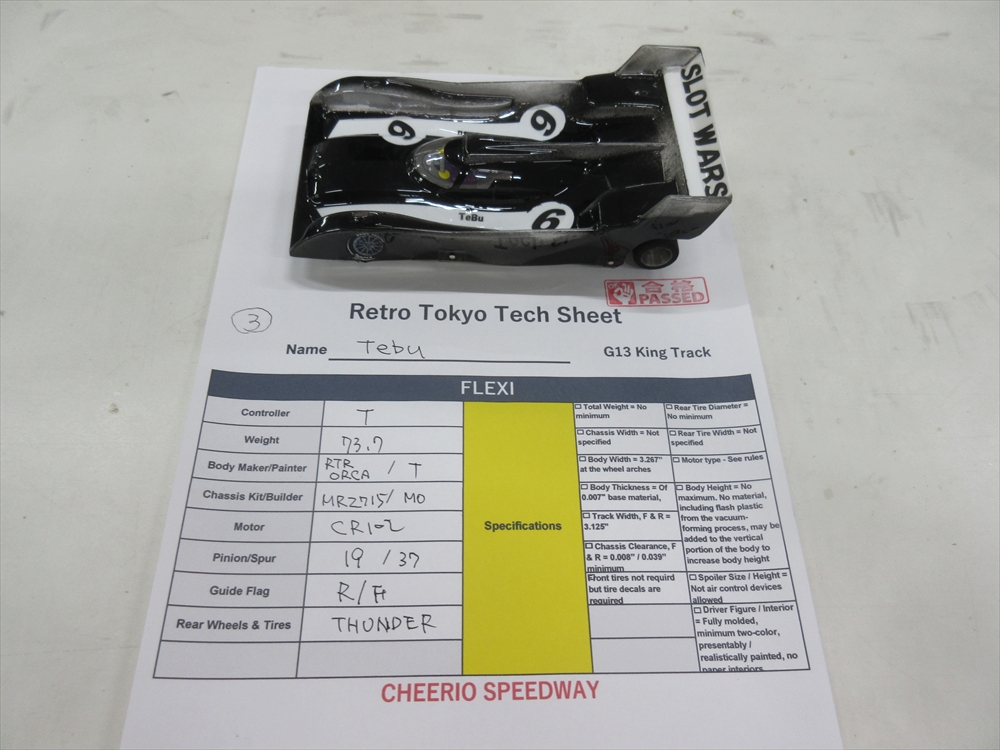 SLOT WARS
6
6
6
TeBu
合格
PASSED
3
Retro Tokyo Tech Sheet
Name Tebu
G13 King Track
FLEXI
Controller T
Weight 73.7
Body Maker/Painter RTR ORCA / T
Chassis Kit/Builder MRZ715/ MO
Motor CR102
Pinion/Spur 19 / 37
Guide Flag R/F
Rear Wheels & Tires THUNDER
Specifications
Total Weight = No
minimum
Rear Tire Diameter =
No minimum
Chassis Width = Not
specified
Rear Tire Width = Not
specified
Body Width = 3.267"
at the wheel arches
Motor type - See rules
Body Thickness = Of
0.007" base material,
Track Width, F & R =
3.125"
Chassis Clearance, F
& R = 0.008" / 0.039"
minimum
Body Height = No
maximum. No material,
including flash plastic
from the vacuum-
forming process, may be
added to the vertical
portion of the body to
increase body height
Front tires not requird
but tire decals are
required
Spoiler Size / Height =
Not air control devices
allowed
Driver Figure / Interior
= Fully molded,
minimum two-color,
presentably /
realistically painted, no
paper interiors
CHEERIO SPEEDWAY